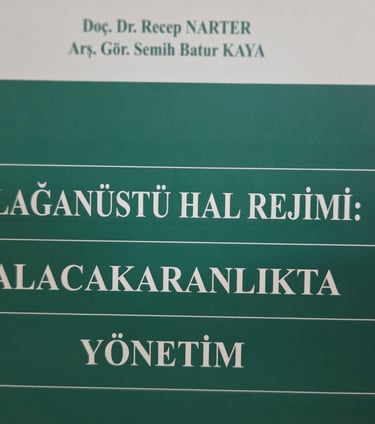 Doç. Dr. Recep NARTER
Arş. Gör. Semih Batur KAYA
LAĞANÜSTÜ HAL REJİMİ:
ALACAKARANLIKTA
YÖNETİM